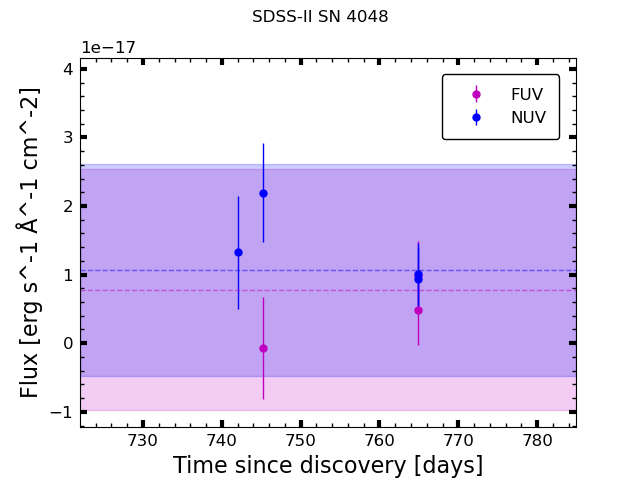 SDSS-II SN 4048
1e−17
4
3
2
1
0
−1
Flux [erg s^-1 Å^-1 cm^-2]
FUV
NUV
730 740 750 760 770 780
Time since discovery [days]